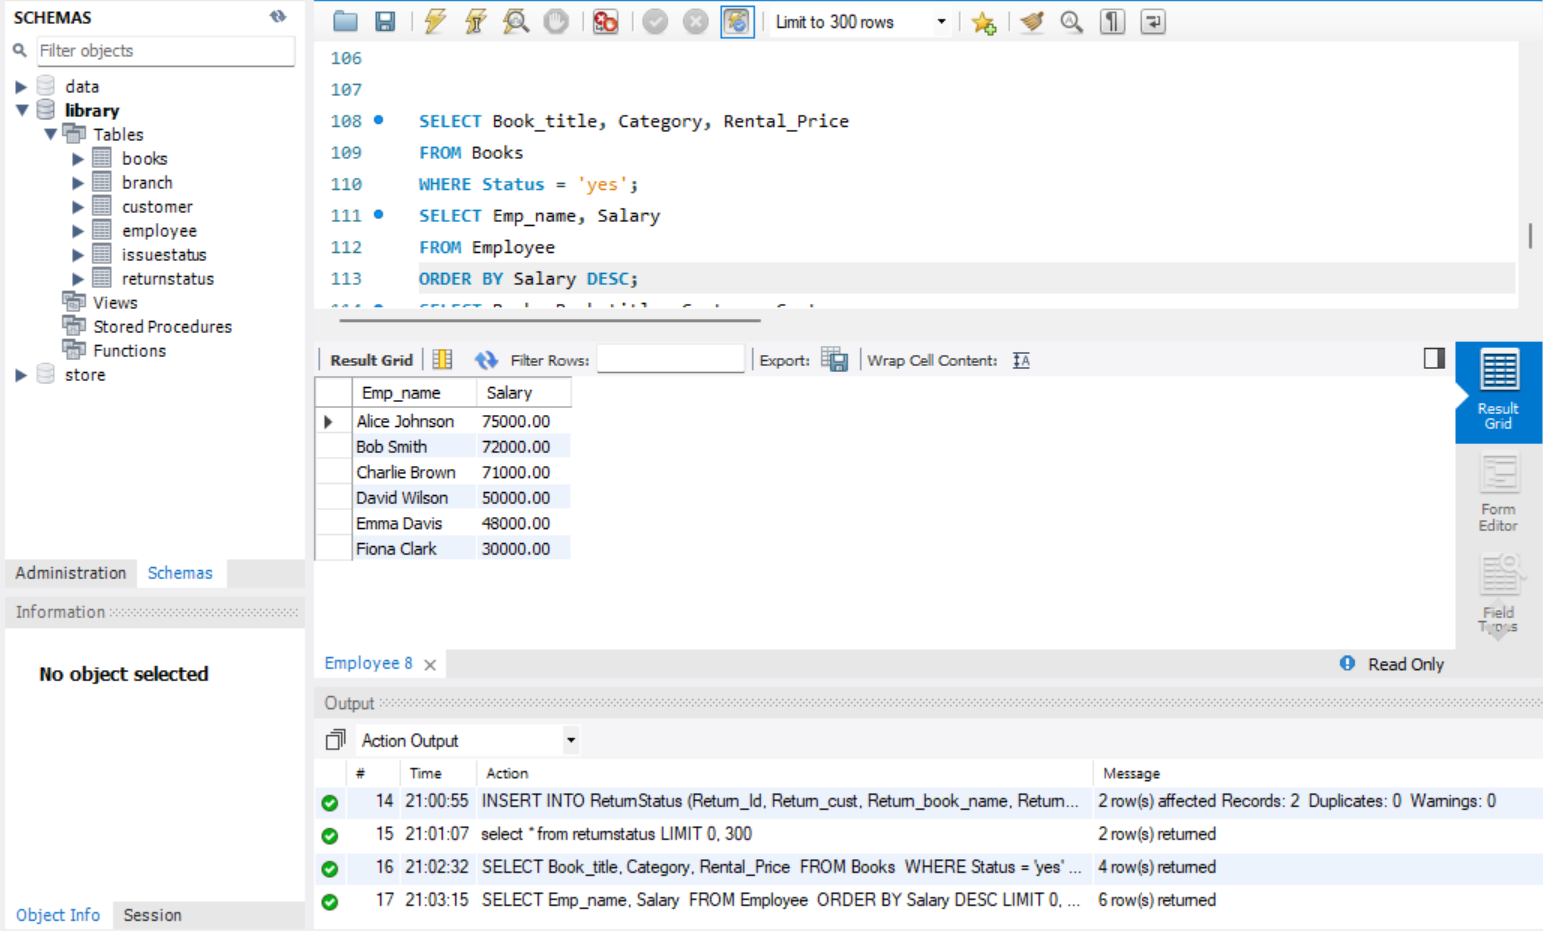 SCHEMAS
Filter objects
data
library
Tables
books
branch
customer
employee
issuestatus
returnstatus
Views
Stored Procedures
Functions
store
Administration
Schemas
Information
No object selected
Object Info
Session
Limit to 300 rows
106
107
108 SELECT Book_title, Category, Rental_Price
109 FROM Books
110 WHERE Status = 'yes';
111 SELECT Emp_name, Salary
112 FROM Employee
113 ORDER BY Salary DESC;
Result Grid Filter Rows: Export: Wrap Cell Content:
Emp_name Salary
Alice Johnson 75000.00
Bob Smith 72000.00
Charlie Brown 71000.00
David Wilson 50000.00
Emma Davis 48000.00
Fiona Clark 30000.00
Result
Grid
Form
Editor
Field
Types
Employee 8
Read Only
Output
Action Output
# Time Action Message
14 21:00:55 INSERT INTO ReturnStatus (Return_Id, Return_cust, Return_book_name, Return... 2 row(s) affected Records: 2 Duplicates: 0 Warnings: 0
15 21:01:07 select * from returnstatus LIMIT 0, 300 2 row(s) returned
16 21:02:32 SELECT Book_title, Category, Rental_Price FROM Books WHERE Status = 'yes' ... 4 row(s) returned
17 21:03:15 SELECT Emp_name, Salary FROM Employee ORDER BY Salary DESC LIMIT 0, ... 6 row(s) returned